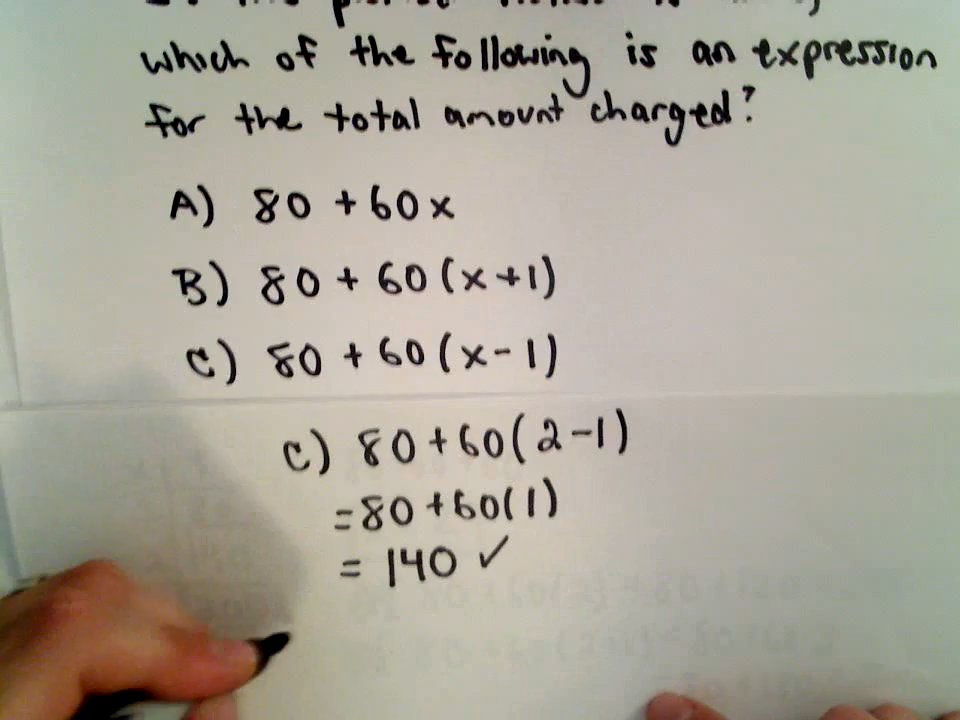 which of the following is an expression
for the total amount charged?
A) 80 + 60x
B) 80 + 60(x+1)
C) 80 + 60(x-1)
C) 80 + 60(2-1)
= 80 + 60(1)
= 140 ✓